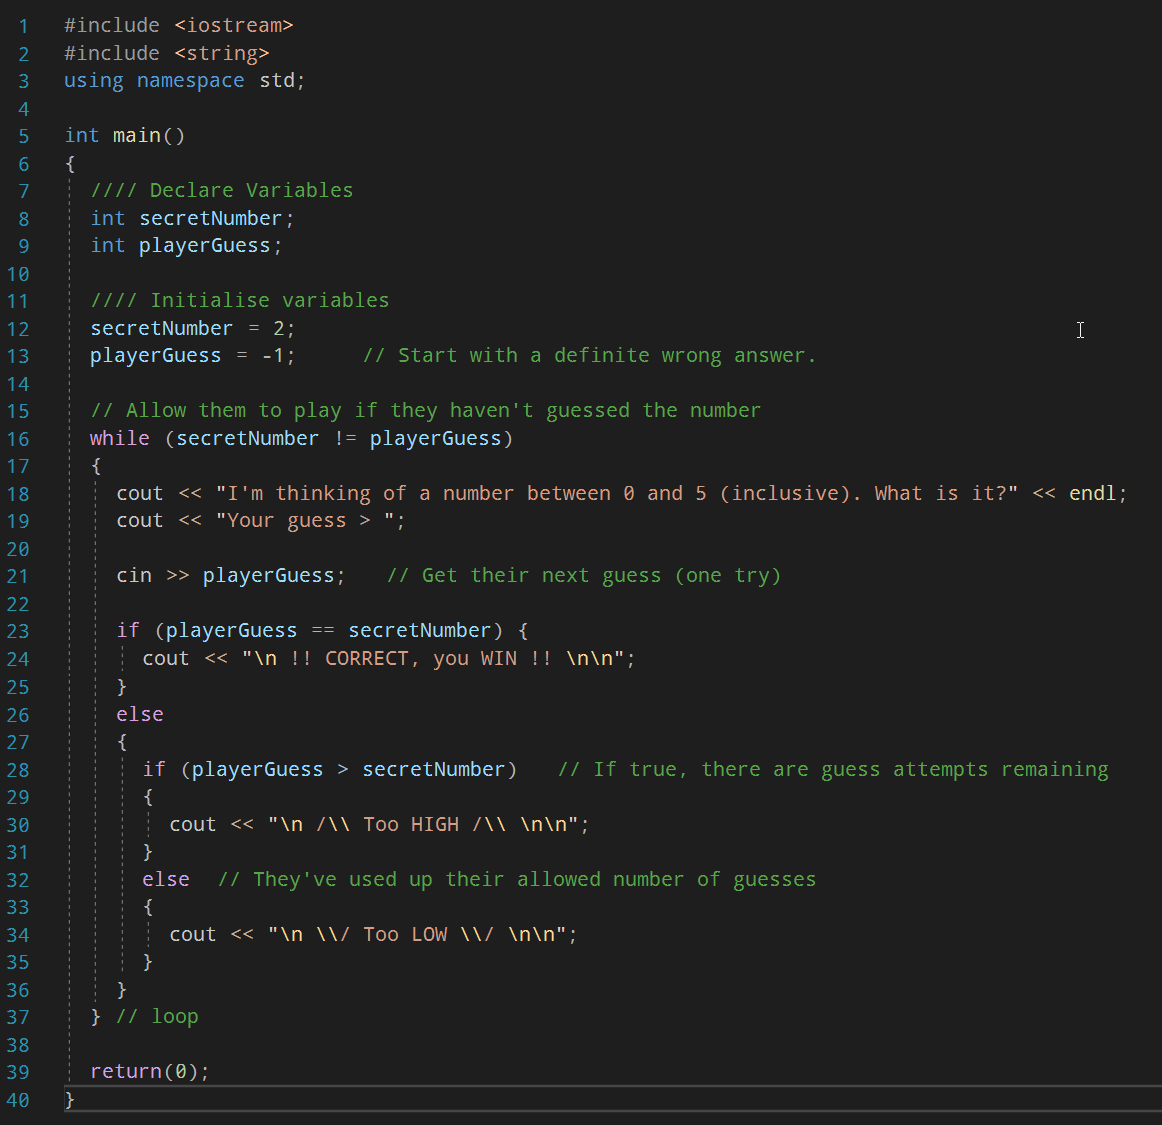 1 #include <iostream>
2 #include <string>
3 using namespace std;
4
5 int main()
6 {
7 //// Declare Variables
8 int secretNumber;
9 int playerGuess;
10
11 //// Initialise variables
12 secretNumber = 2;
13 playerGuess = -1; // Start with a definite wrong answer.
14
15 // Allow them to play if they haven't guessed the number
16 while (secretNumber != playerGuess)
17 {
18 cout << "I'm thinking of a number between 0 and 5 (inclusive). What is it?" << endl;
19 cout << "Your guess > ";
20
21 cin >> playerGuess; // Get their next guess (one try)
22
23 if (playerGuess == secretNumber) {
24 cout << "\n !! CORRECT, you WIN !! \n\n";
25 }
26 else
27 {
28 if (playerGuess > secretNumber) // If true, there are guess attempts remaining
29 {
30 cout << "\n /\\ Too HIGH /\\ \n\n";
31 }
32 else // They've used up their allowed number of guesses
33 {
34 cout << "\n \\/ Too LOW \\/ \n\n";
35 }
36 }
37 } // loop
38
39 return(0);
40 }